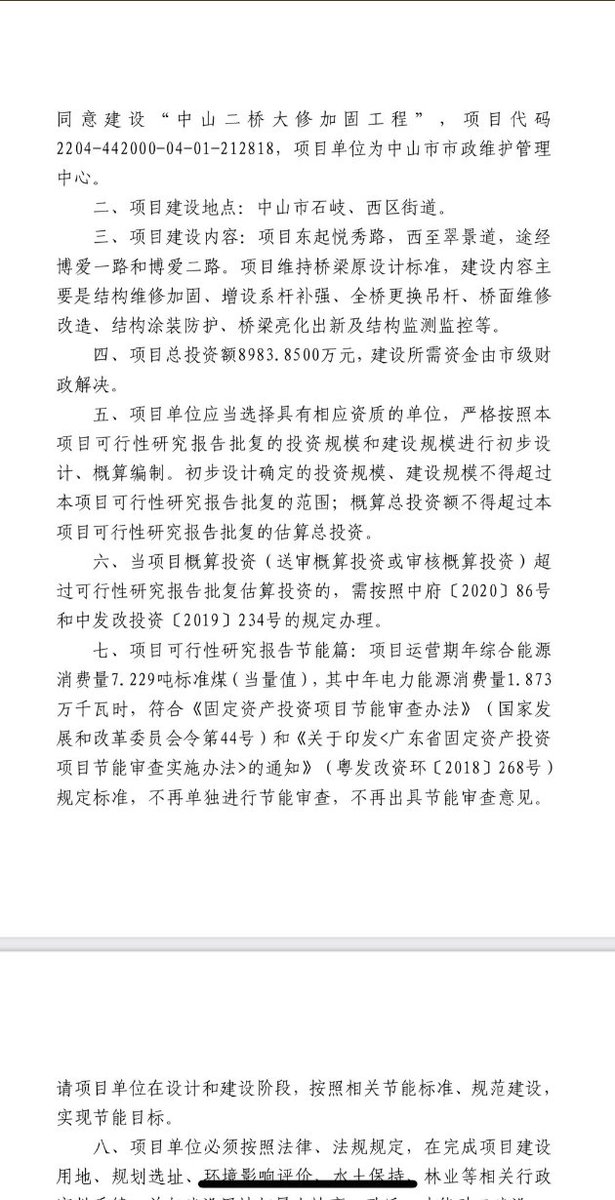 同意建设“中山二桥大修加固工程”，项目代码
2204-442000-04-01-212818，项目单位为中山市市政维护管理
中心。
二、项目建设地点：中山市石岐、西区街道。
三、项目建设内容：项目东起悦秀路，西至翠景道，途经
博爱一路和博爱二路。项目维持桥梁原设计标准，建设内容主
要是结构维修加固、增设系杆补强、全桥更换吊杆、桥面维修
改造、结构涂装防护、桥梁亮化出新及结构监测监控等。
四、项目总投资额8983.8500万元，建设所需资金由市级财
政解决。
五、项目单位应当选择具有相应资质的单位，严格按照本
项目可行性研究报告批复的投资规模和建设规模进行初步设
计、概算编制。初步设计确定的投资规模、建设规模不得超过
本项目可行性研究报告批复的范围；概算总投资额不得超过本
项目可行性研究报告批复的估算总投资。
六、当项目概算投资（送审概算投资或审核概算投资）超
过可行性研究报告批复估算投资的，需按照中府〔2020〕86号
和中发改投资〔2019〕234号的规定办理。
七、项目可行性研究报告节能篇：项目运营期年综合能源
消费量7.229吨标准煤（当量值），其中年电力能源消费量1.873
万千瓦时，符合《固定资产投资项目节能审查办法》（国家发
展和改革委员会令第44号）和《关于印发<广东省固定资产投资
项目节能审查实施办法>的通知》（粤发改资环〔2018〕268号）
规定标准，不再单独进行节能审查，不再出具节能审查意见。
请项目单位在设计和建设阶段，按照相关节能标准、规范建设，
实现节能目标。
八、项目单位必须按照法律、法规规定，在完成项目建设
用地、规划选址、环境影响评价、水土保持、林业等相关行政